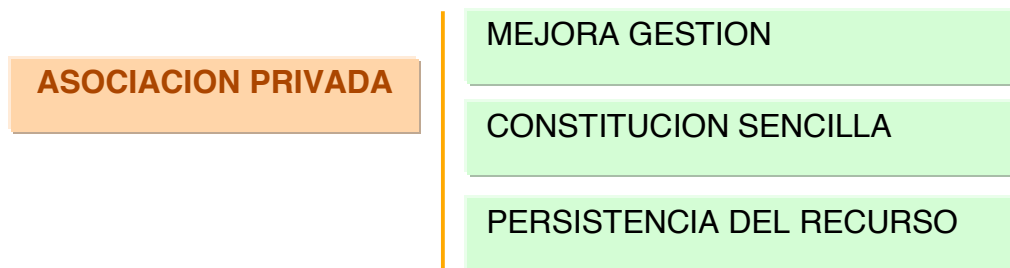 ASOCIACION PRIVADA
MEJORA GESTION
CONSTITUCION SENCILLA
PERSISTENCIA DEL RECURSO